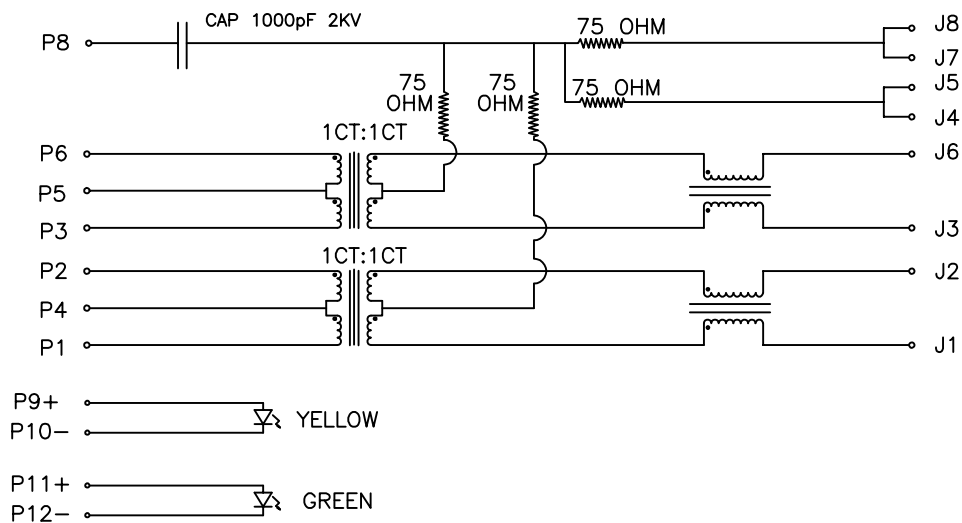 CAP 1000pF 2KV
P8
75 OHM
J8
J7
75
OHM
75
OHM
75 OHM
J5
J4
1CT:1CT
P6
J6
P5
P3
J3
1CT:1CT
P2
J2
P4
P1
J1
P9+
YELLOW
P10-
P11+
GREEN
P12-